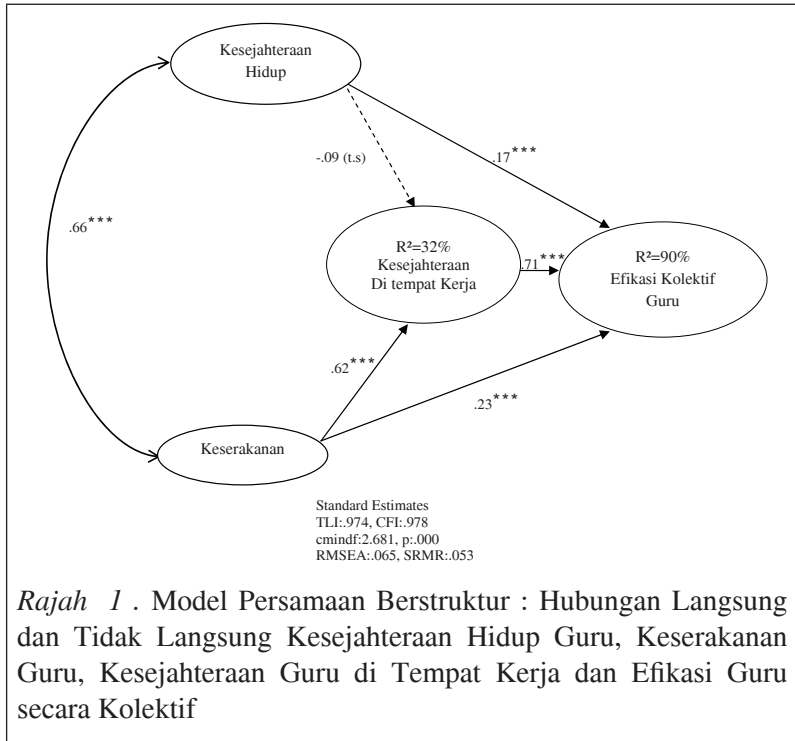 Kesejahteraan
Hidup
-.09 (t.s)
.17***
.66***
R²=32%
Kesejahteraan
Di tempat Kerja
.71***
R²=90%
Efikasi Kolektif
Guru
.62***
.23***
Keserakanan
Standard Estimates
TLI:.974, CFI:.978
cmindf:2.681, p:.000
RMSEA:.065, SRMR:.053
Rajah 1 . Model Persamaan Berstruktur : Hubungan Langsung
dan Tidak Langsung Kesejahteraan Hidup Guru, Keserakanan
Guru, Kesejahteraan Guru di Tempat Kerja dan Efikasi Guru
secara Kolektif